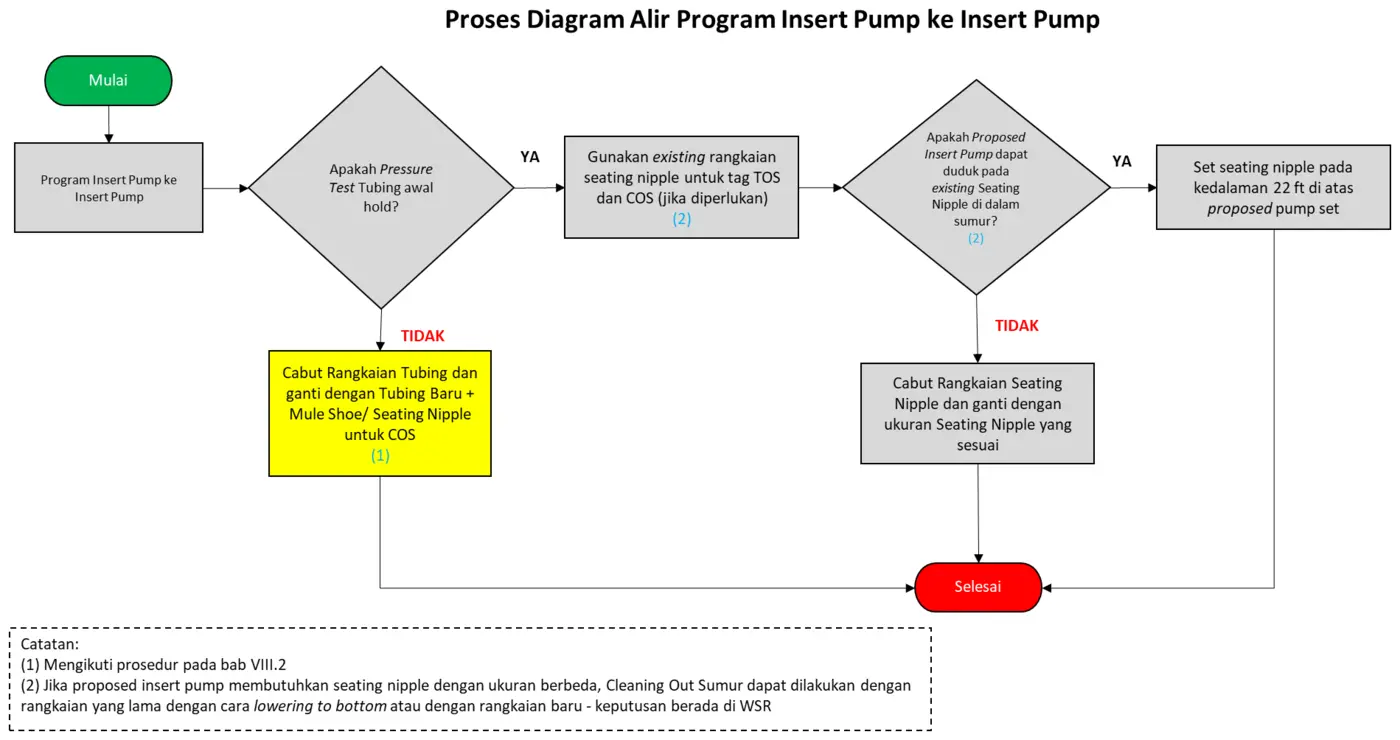 Proses Diagram Alir Program Insert Pump ke Insert Pump
Mulai
Program Insert Pump ke
Insert Pump
Apakah Pressure
Test Tubing awal
hold?
YA
Gunakan existing rangkaian
seating nipple untuk tag TOS
dan COS (jika diperlukan)
(2)
Apakah Proposed
Insert Pump dapat
duduk pada
existing Seating
Nipple di dalam
sumur?
(2)
YA
Set seating nipple pada
kedalaman 22 ft di atas
proposed pump set
TIDAK
Cabut Rangkaian Tubing dan
ganti dengan Tubing Baru +
Mule Shoe/ Seating Nipple
untuk COS
(1)
TIDAK
Cabut Rangkaian Seating
Nipple dan ganti dengan
ukuran Seating Nipple yang
sesuai
Selesai
Catatan:
(1) Mengikuti prosedur pada bab VIII.2
(2) Jika proposed insert pump membutuhkan seating nipple dengan ukuran berbeda, Cleaning Out Sumur dapat dilakukan dengan
rangkaian yang lama dengan cara lowering to bottom atau dengan rangkaian baru - keputusan berada di WSR